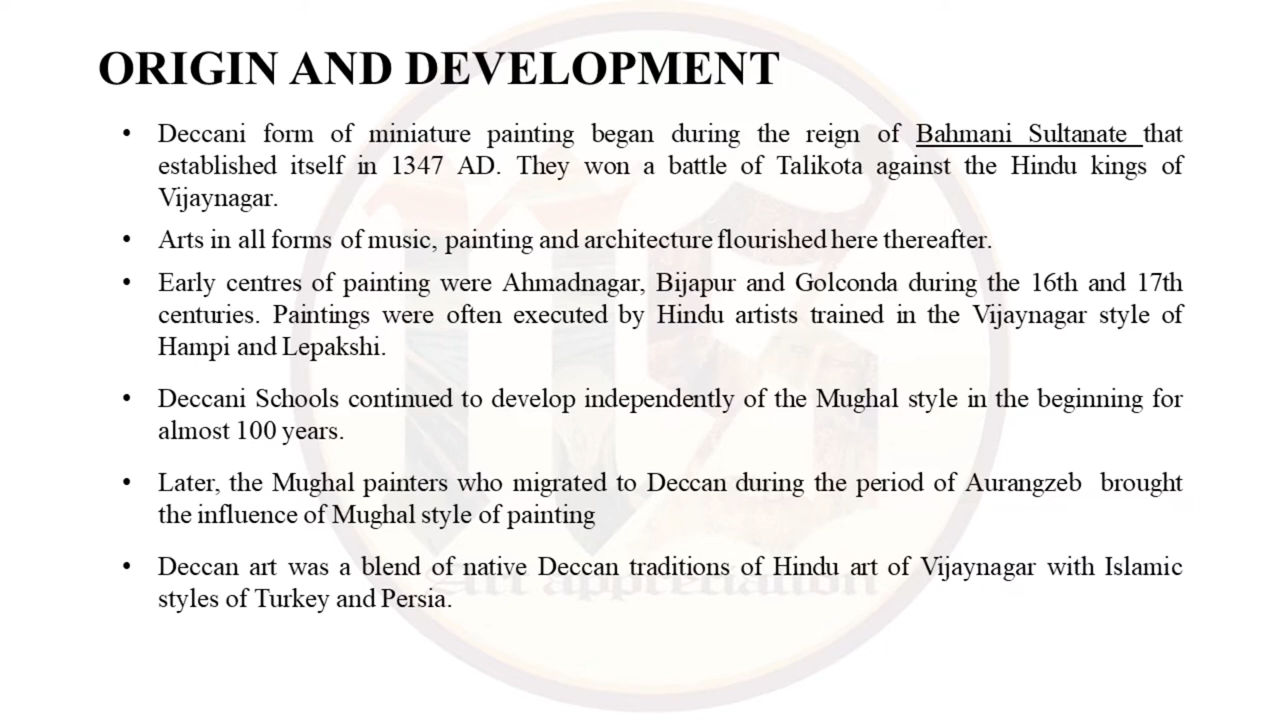 ORIGIN AND DEVELOPMENT
• Deccani form of miniature painting began during the reign of Bahmani Sultanate that
established itself in 1347 AD. They won a battle of Talikota against the Hindu kings of
Vijaynagar.
• Arts in all forms of music, painting and architecture flourished here thereafter.
• Early centres of painting were Ahmadnagar, Bijapur and Golconda during the 16th and 17th
centuries. Paintings were often executed by Hindu artists trained in the Vijaynagar style of
Hampi and Lepakshi.
• Deccani Schools continued to develop independently of the Mughal style in the beginning for
almost 100 years.
• Later, the Mughal painters who migrated to Deccan during the period of Aurangzeb brought
the influence of Mughal style of painting
• Deccan art was a blend of native Deccan traditions of Hindu art of Vijaynagar with Islamic
styles of Turkey and Persia.
Art appreciation